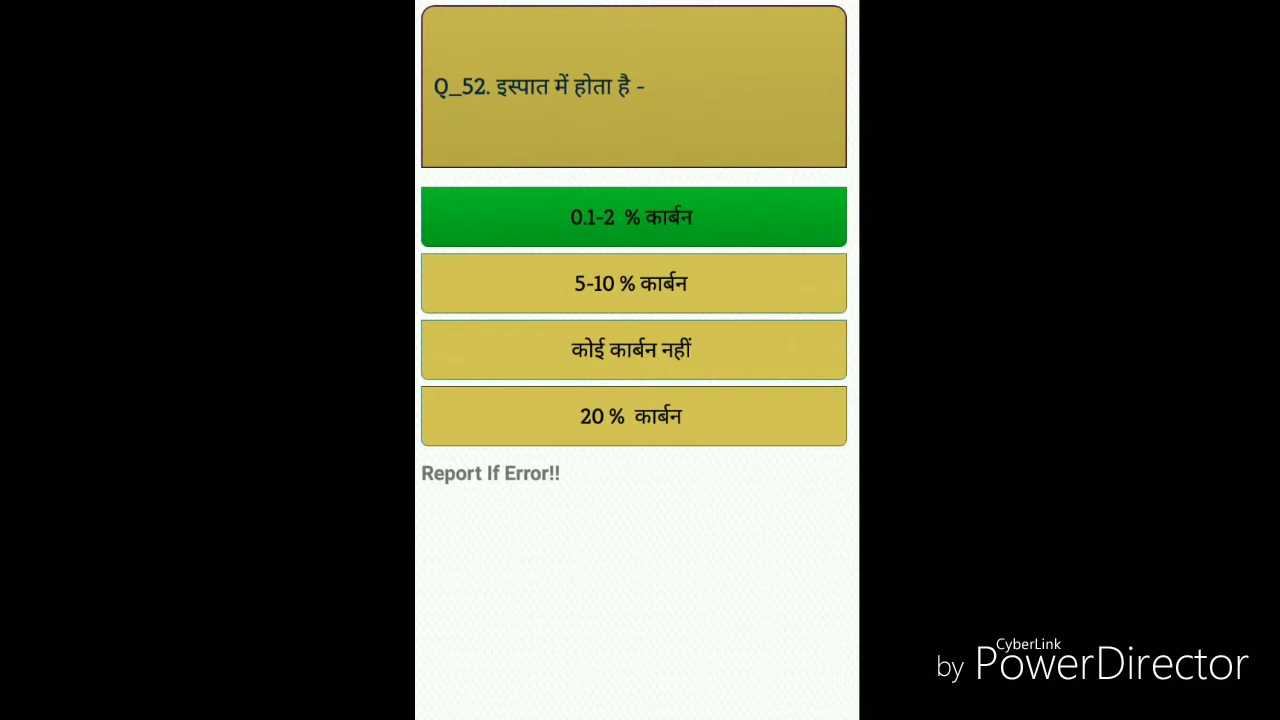 Q_52. इस्पात में होता है -
0.1-2 % कार्बन
5-10 % कार्बन
कोई कार्बन नहीं
20 % कार्बन
Report If Error!!
CyberLink
by PowerDirector